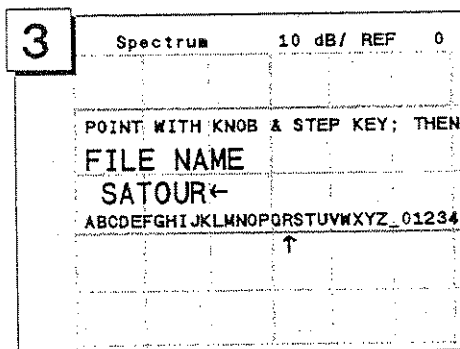 3
Spectrum 10 dB/ REF 0
POINT WITH KNOB & STEP KEY; THEN
FILE NAME
SATOUR←
ABCDEFGHIJKLMNOPQRSTUVWXYZ_01234
↑